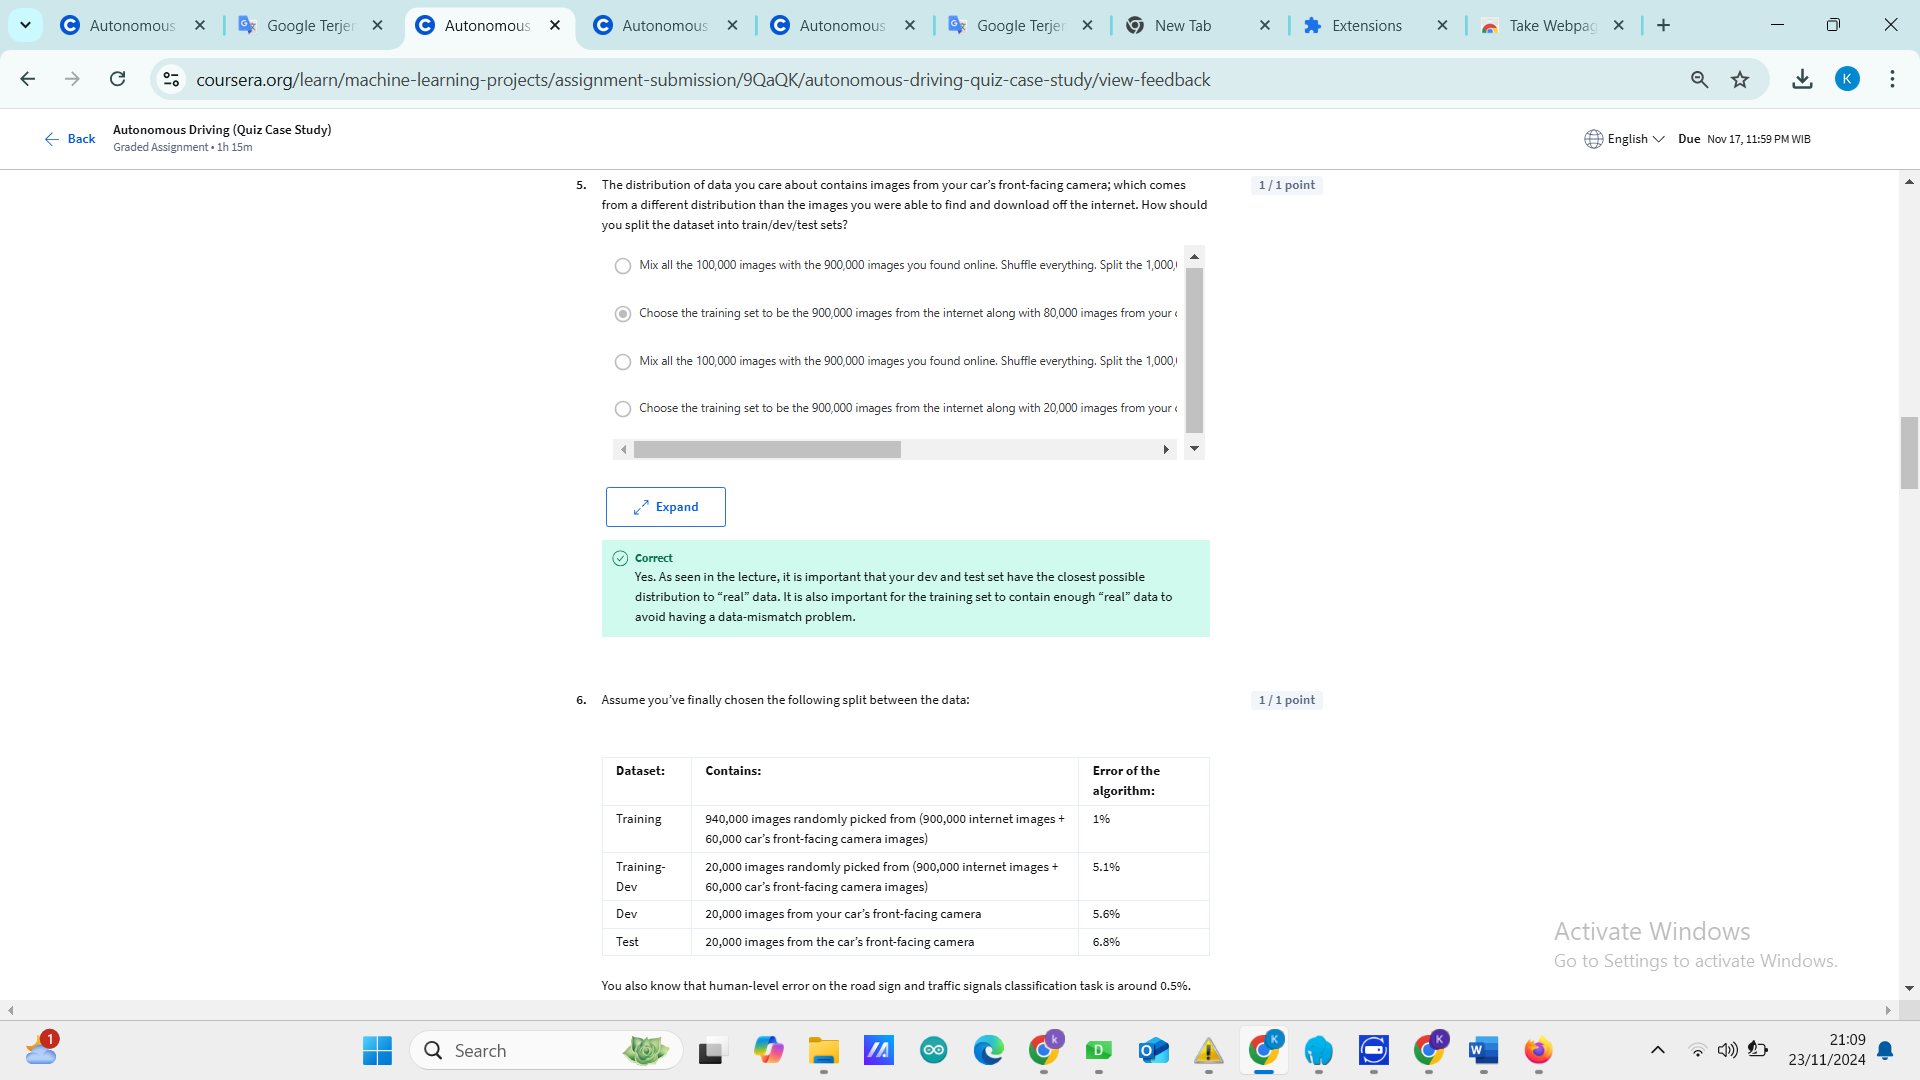 Autonomous
Google Terjer
Autonomous
Autonomous
Autonomous
Google Terjer
New Tab
Extensions
Take Webpag
coursera.org/learn/machine-learning-projects/assignment-submission/9QaQK/autonomous-driving-quiz-case-study/view-feedback
K
Back
Autonomous Driving (Quiz Case Study)
Graded Assignment • 1h 15m
English
Due Nov 17, 11:59 PM WIB
5. The distribution of data you care about contains images from your car’s front-facing camera; which comes
from a different distribution than the images you were able to find and download off the internet. How should
you split the dataset into train/dev/test sets?
1 / 1 point
Mix all the 100,000 images with the 900,000 images you found online. Shuffle everything. Split the 1,000,
Choose the training set to be the 900,000 images from the internet along with 80,000 images from your
Mix all the 100,000 images with the 900,000 images you found online. Shuffle everything. Split the 1,000,
Choose the training set to be the 900,000 images from the internet along with 20,000 images from your
Expand
Correct
Yes. As seen in the lecture, it is important that your dev and test set have the closest possible
distribution to “real” data. It is also important for the training set to contain enough “real” data to
avoid having a data-mismatch problem.
6. Assume you’ve finally chosen the following split between the data:
1 / 1 point
Dataset: Contains: Error of the
algorithm:
Training 940,000 images randomly picked from (900,000 internet images + 1%
60,000 car’s front-facing camera images)
Training- 20,000 images randomly picked from (900,000 internet images + 5.1%
Dev 60,000 car’s front-facing camera images)
Dev 20,000 images from your car’s front-facing camera 5.6%
Test 20,000 images from the car’s front-facing camera 6.8%
You also know that human-level error on the road sign and traffic signals classification task is around 0.5%.
Activate Windows
Go to Settings to activate Windows.
1
Search
21:09
23/11/2024